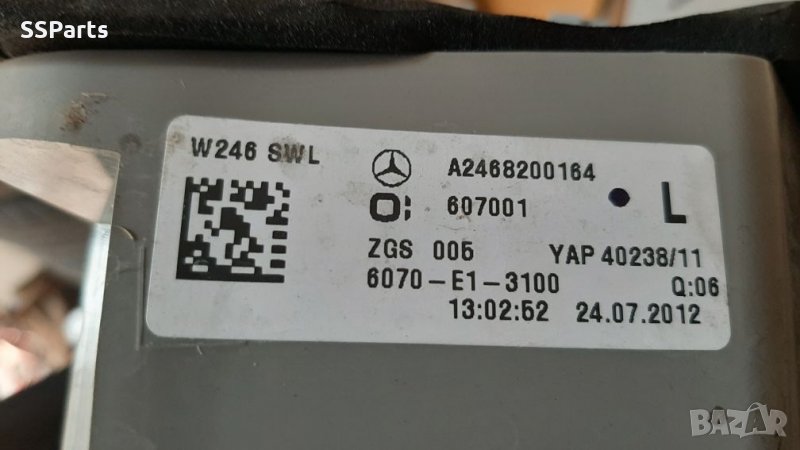 SSParts
W246 SWL
A2468200164
607001
L
ZGS 005
YAP 40238/11
6070-E1-3100
Q:06
13:02:52 24.07.2012
BAZAR
bg